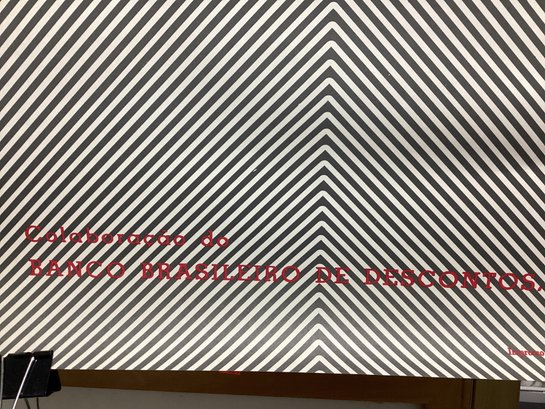 Colaboração do
BANCO BRASILEIRO DE DESCONTOS.